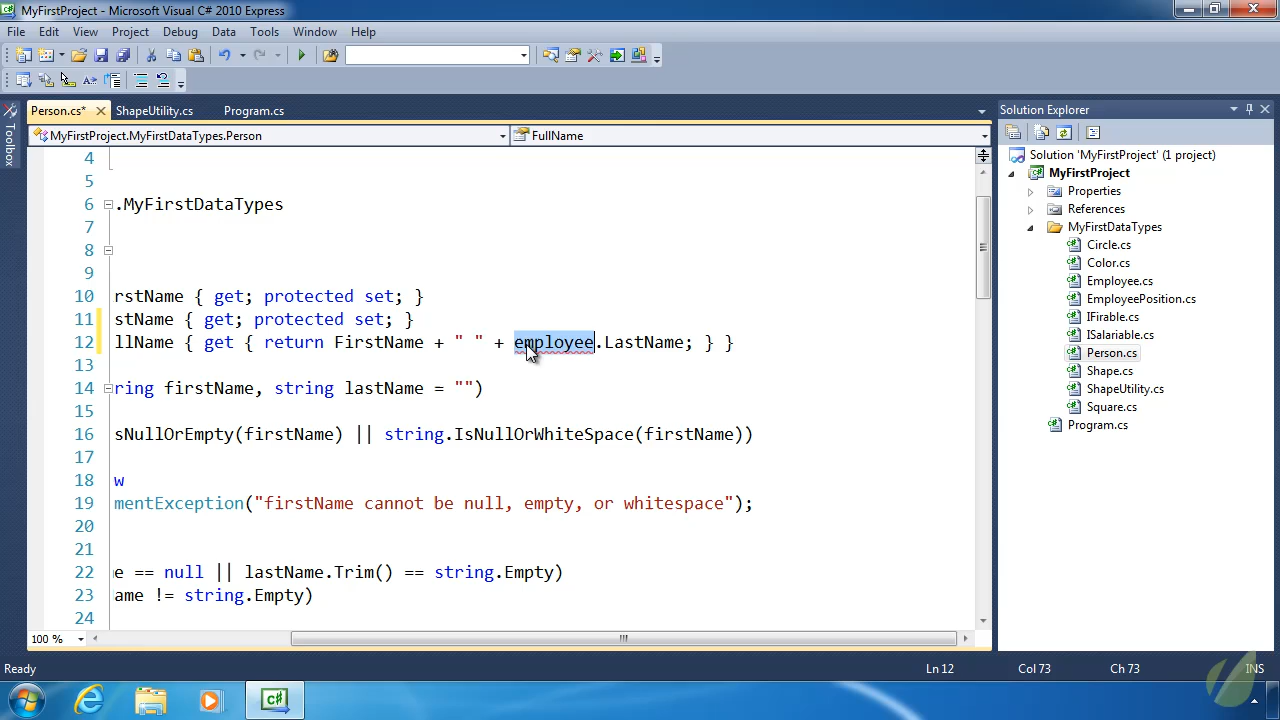 MyFirstProject - Microsoft Visual C# 2010 Express
File Edit View Project Debug Data Tools Window Help
Person.cs* ShapeUtility.cs Program.cs
Toolbox
MyFirstProject.MyFirstDataTypes.Person FullName
4
5
6 .MyFirstDataTypes
7
8
9
10 rstName { get; protected set; }
11 stName { get; protected set; }
12 llName { get { return FirstName + " " + employee.LastName; } }
13
14 ring firstName, string lastName = "")
15
16 sNullOrEmpty(firstName) || string.IsNullOrWhiteSpace(firstName))
17
18 w
19 mentException("firstName cannot be null, empty, or whitespace");
20
21
22 e == null || lastName.Trim() == string.Empty)
23 ame != string.Empty)
24
100 %
Solution Explorer
Solution 'MyFirstProject' (1 project)
MyFirstProject
Properties
References
MyFirstDataTypes
Circle.cs
Color.cs
Employee.cs
EmployeePosition.cs
IFirable.cs
ISalariable.cs
Person.cs
Shape.cs
ShapeUtility.cs
Square.cs
Program.cs
Ready Ln 12 Col 73 Ch 73 INS
C#